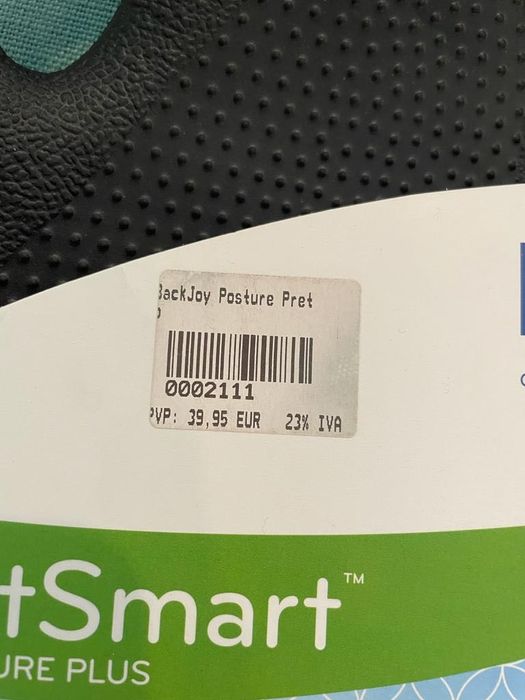 BackJoy Posture Pret
0002111
PVP: 39,95 EUR 23% IVA
tSmart™
URE PLUS